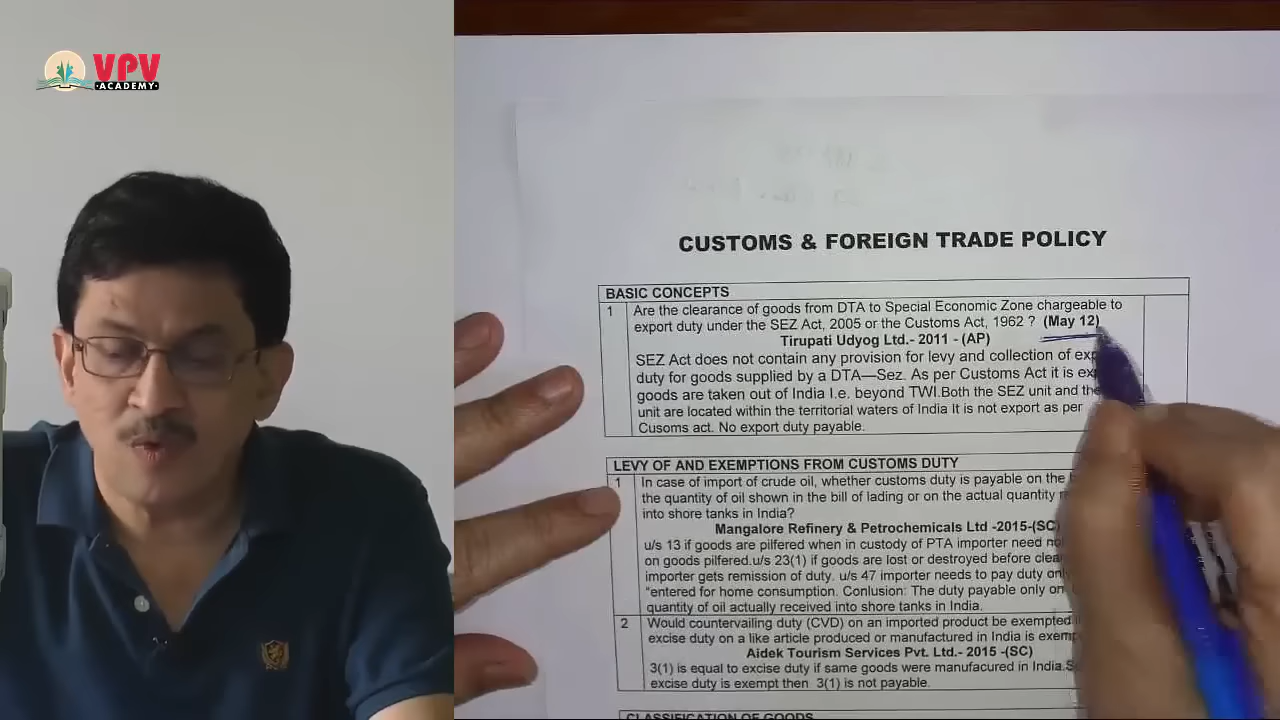 VPV
ACADEMY
CUSTOMS & FOREIGN TRADE POLICY
BASIC CONCEPTS
1 Are the clearance of goods from DTA to Special Economic Zone chargeable to
export duty under the SEZ Act, 2005 or the Customs Act, 1962 ? (May 12)
Tirupati Udyog Ltd.- 2011 - (AP)
SEZ Act does not contain any provision for levy and collection of
duty for goods supplied by a DTA—Sez. As per Customs Act it is
goods are taken out of India I.e. beyond TWI.Both the SEZ unit and the
unit are located within the territorial waters of India It is not export as per
Cusoms act. No export duty payable.
LEVY OF AND EXEMPTIONS FROM CUSTOMS DUTY
1 In case of import of crude oil, whether customs duty is payable on the
the quantity of oil shown in the bill of lading or on the actual quantity
into shore tanks in India?
Mangalore Refinery & Petrochemicals Ltd -2015-(SC)
u/s 13 if goods are pilfered when in custody of PTA importer need
on goods pilfered.u/s 23(1) if goods are lost or destroyed before
importer gets remission of duty. u/s 47 importer needs to pay duty only
"entered for home consumption. Conlusion: The duty payable only on
quantity of oil actually received into shore tanks in India.
2 Would countervailing duty (CVD) on an imported product be exempted
excise duty on a like article produced or manufactured in India is
Aidek Tourism Services Pvt. Ltd.- 2015 -(SC)
3(1) is equal to excise duty if same goods were manufacured in India.
excise duty is exempt then 3(1) is not payable.
CLASSIFICATION OF GOODS